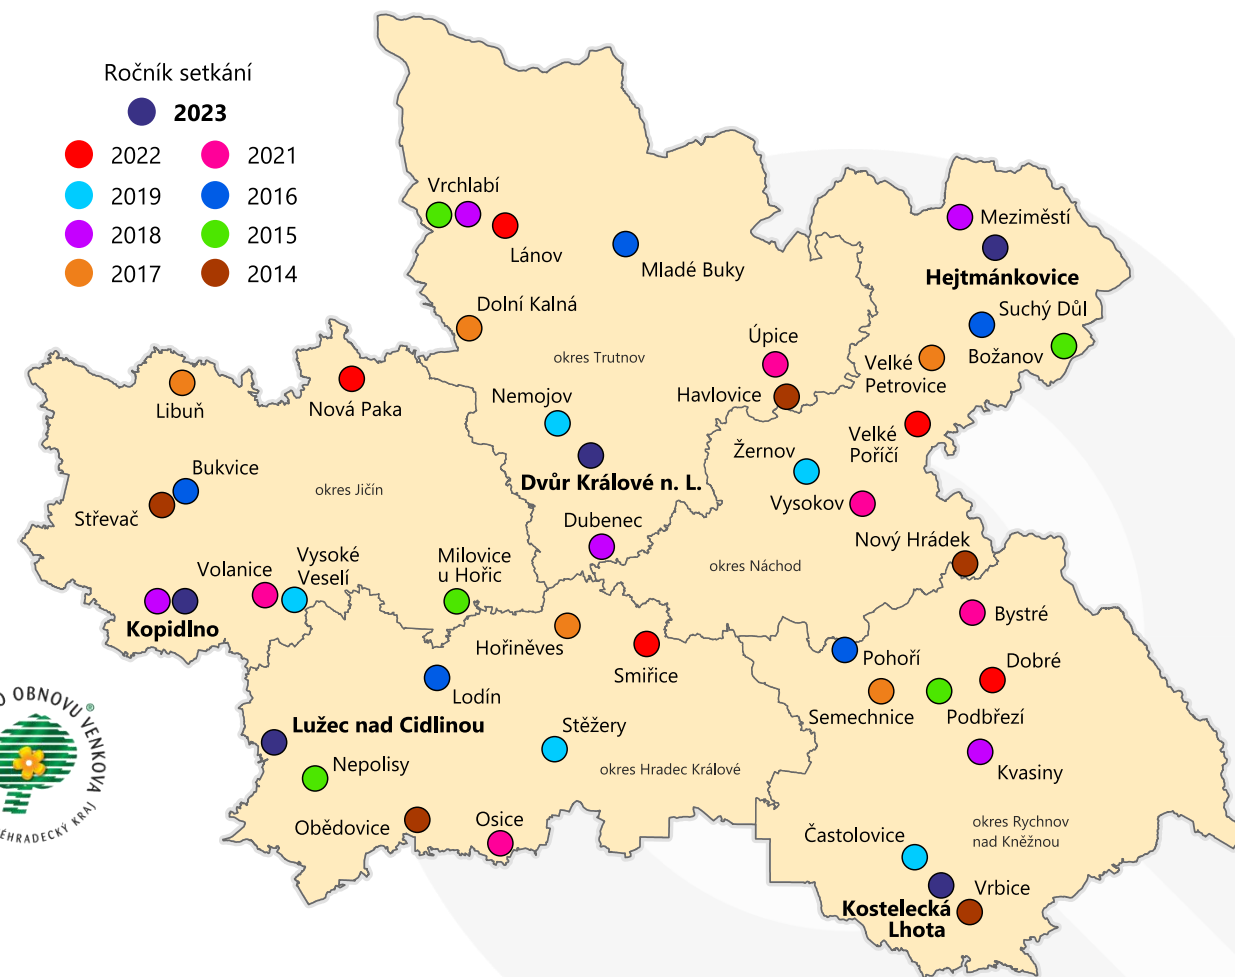 Ročník setkání
2023
2022
2021
2019
2016
2018
2015
2017
2014
Vrchlabí
Lánov
Mladé Buky
Dolní Kalná
okres Trutnov
Úpice
Havlovice
Nemojov
Dvůr Králové n. L.
Dubenec
Meziměstí
Hejtmánkovice
Suchý Důl
Božanov
Velké
Petrovice
Velké
Poříčí
Žernov
Vysokov
Nový Hrádek
okres Náchod
Libuň
Nová Paka
Bukvice
okres Jičín
Střevač
Volanice
Vysoké
Veselí
Milovice
u Hořic
Kopidlno
Hořiněves
Smiřice
Lodín
Lužec nad Cidlinou
Stěžery
Nepolisy
okres Hradec Králové
Obědovice
Osice
Bystré
Pohoří
Dobré
Semechnice
Podbřezí
Kvasiny
okres Rychnov
nad Kněžnou
Častolovice
Vrbice
Kostelecká
Lhota
O OBNOVU VENKOVA ®
ÉHRADECKÝ KRAJ